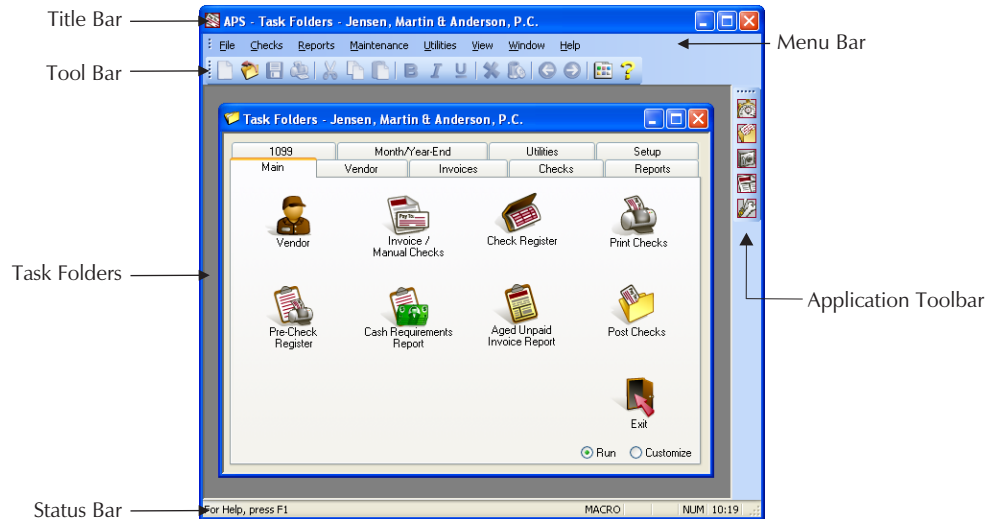 Title Bar
APS - Task Folders - Jensen, Martin & Anderson, P.C.
File Checks Reports Maintenance Utilities View Window Help
Menu Bar
Tool Bar
B I U
Task Folders - Jensen, Martin & Anderson, P.C.
1099 Month/Year-End Utilities Setup
Main Vendor Invoices Checks Reports
Pay To:
Vendor
Invoice /
Manual Checks
Check Register
Print Checks
Task Folders
Application Toolbar
Pre-Check
Register
Cash Requirements
Report
Aged Unpaid
Invoice Report
Post Checks
Exit
Run Customize
Status Bar
For Help, press F1 MACRO NUM 10:19